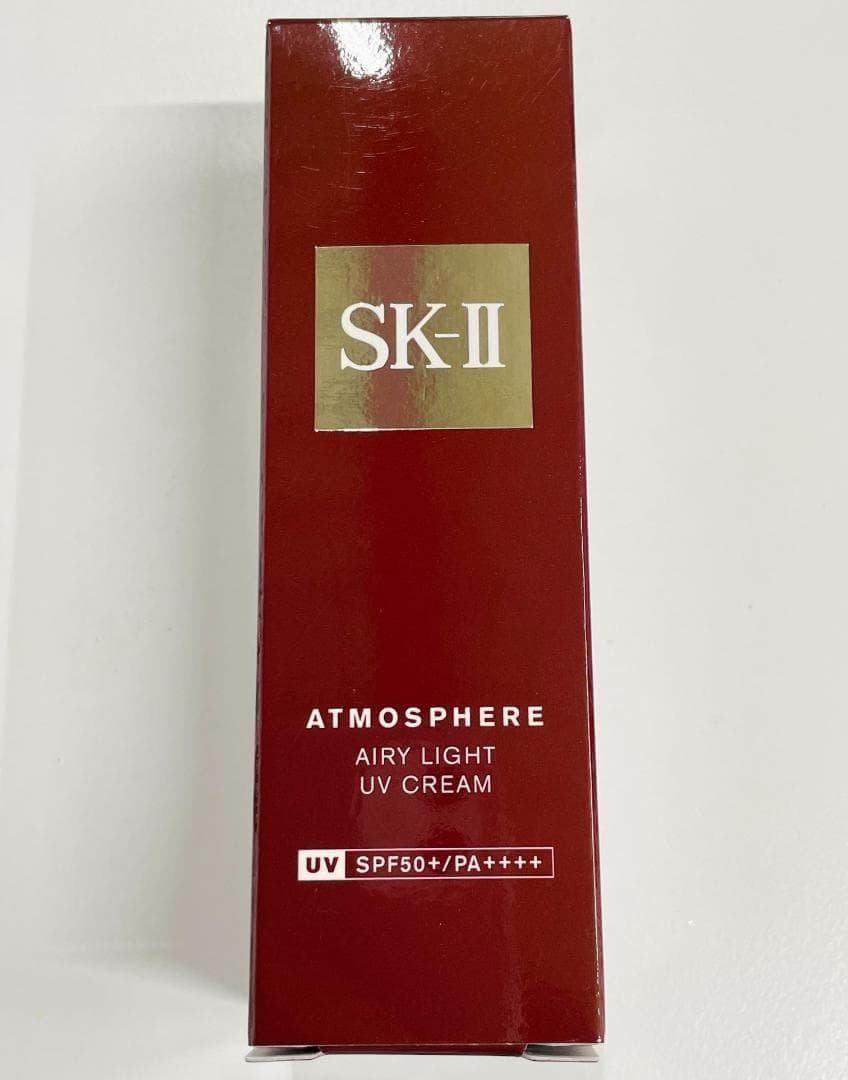 SK-II
ATMOSPHERE
AIRY LIGHT
UV CREAM
UV SPF50+/PA++++